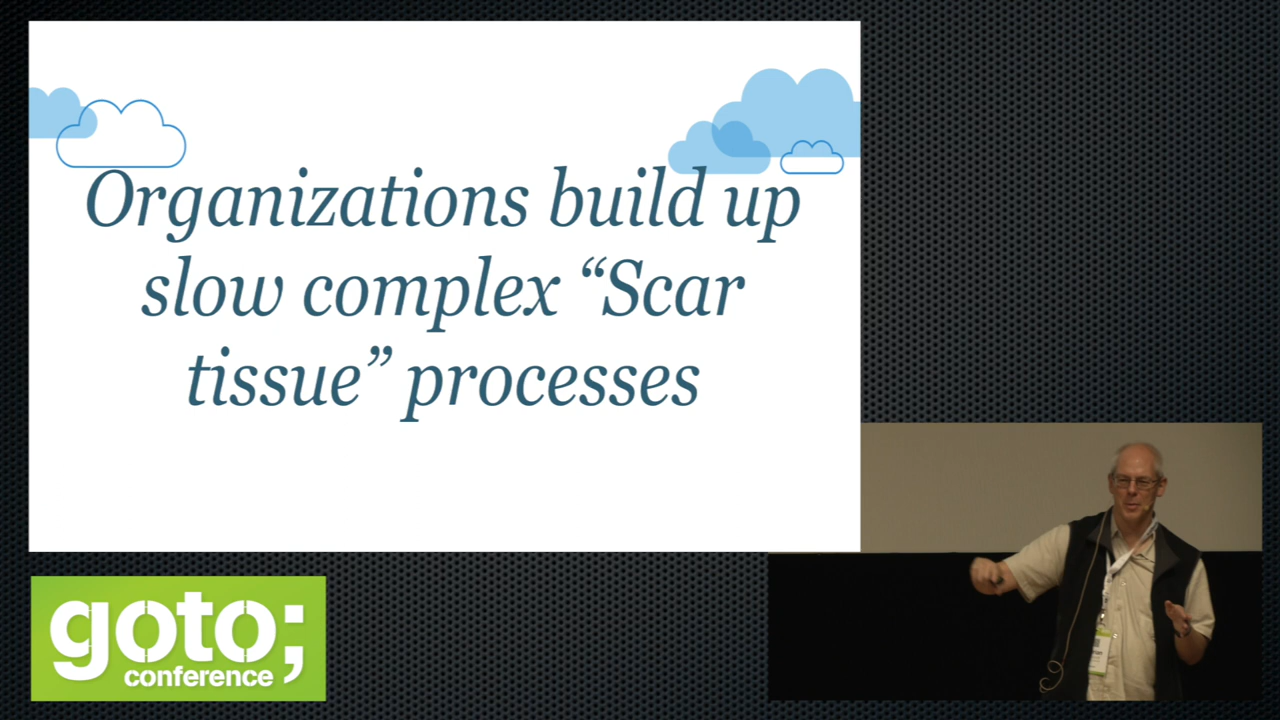 Organizations build up
slow complex “Scar
tissue” processes
goto;
conference